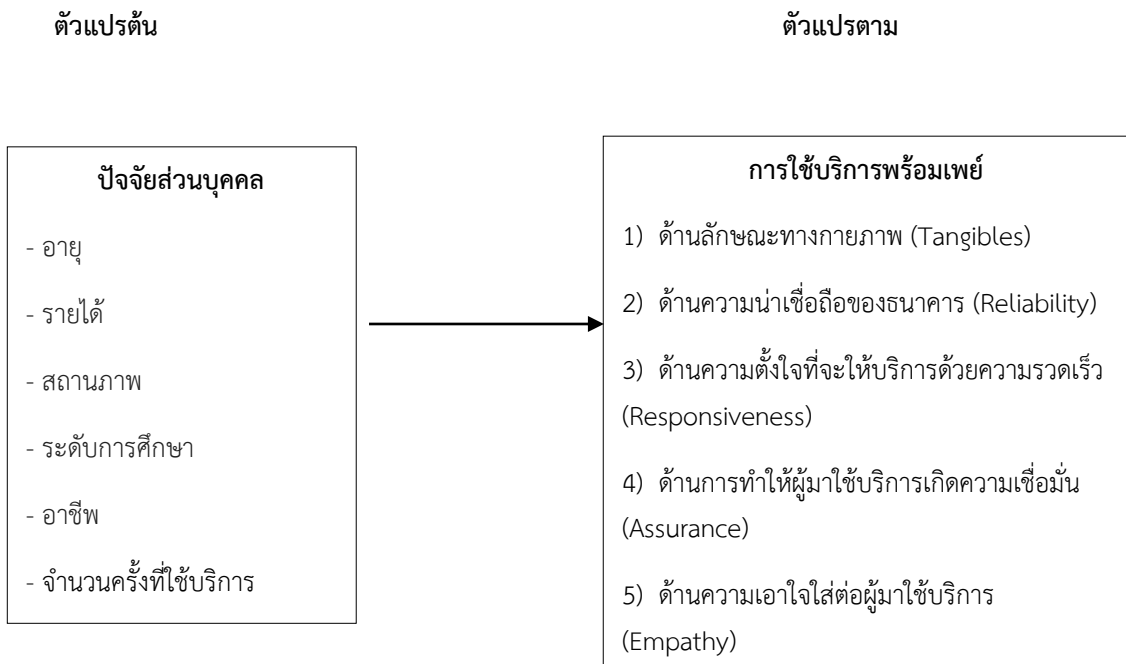 ตัวแปรต้น
ตัวแปรตาม
ปัจจัยส่วนบุคคล
- อายุ
- รายได้
- สถานภาพ
- ระดับการศึกษา
- อาชีพ
- จำนวนครั้งที่ใช้บริการ
การใช้บริการพร้อมเพย์
1) ด้านลักษณะทางกายภาพ (Tangibles)
2) ด้านความน่าเชื่อถือของธนาคาร (Reliability)
3) ด้านความตั้งใจที่จะให้บริการด้วยความรวดเร็ว
(Responsiveness)
4) ด้านการทำให้ผู้มาใช้บริการเกิดความเชื่อมั่น
(Assurance)
5) ด้านความเอาใจใส่ต่อผู้มาใช้บริการ
(Empathy)